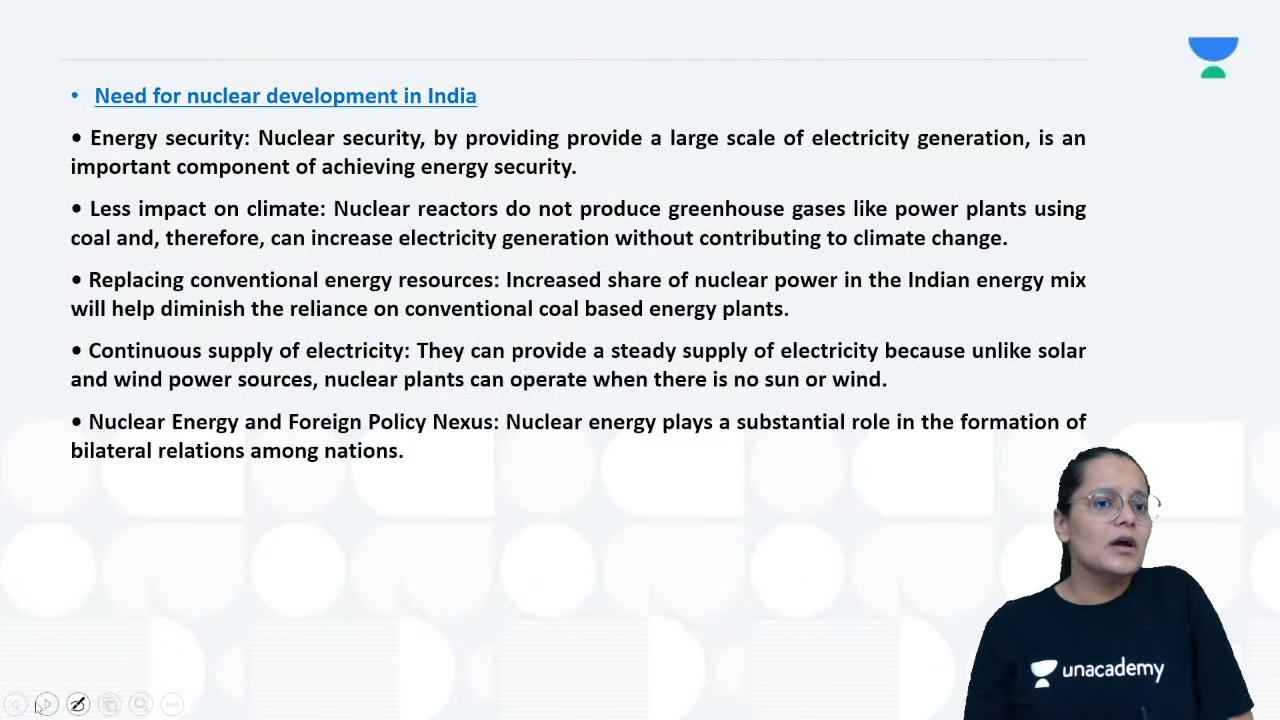 • Need for nuclear development in India
• Energy security: Nuclear security, by providing provide a large scale of electricity generation, is an
important component of achieving energy security.
• Less impact on climate: Nuclear reactors do not produce greenhouse gases like power plants using
coal and, therefore, can increase electricity generation without contributing to climate change.
• Replacing conventional energy resources: Increased share of nuclear power in the Indian energy mix
will help diminish the reliance on conventional coal based energy plants.
• Continuous supply of electricity: They can provide a steady supply of electricity because unlike solar
and wind power sources, nuclear plants can operate when there is no sun or wind.
• Nuclear Energy and Foreign Policy Nexus: Nuclear energy plays a substantial role in the formation of
bilateral relations among nations.
unacademy